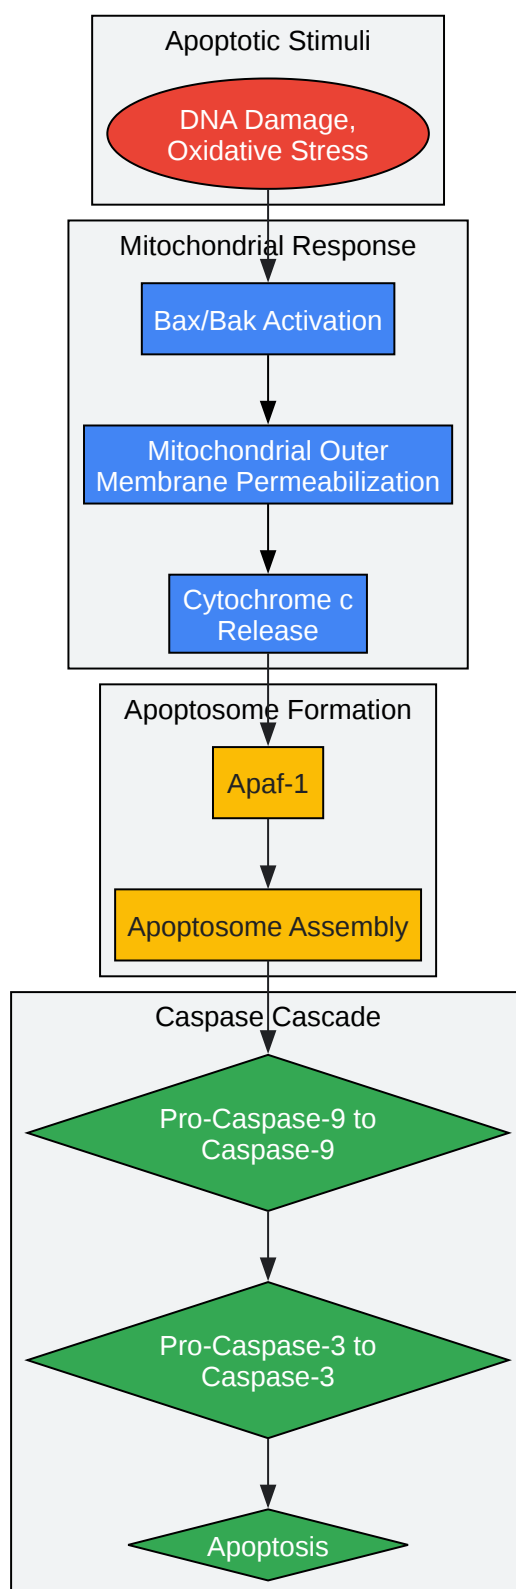 Apoptotic Stimuli
DNA Damage,
Oxidative Stress
Mitochondrial Response
Bax/Bak Activation
Mitochondrial Outer
Membrane Permeabilization
Cytochrome c
Release
Apoptosome Formation
Apaf-1
Apoptosome Assembly
Caspase Cascade
Pro-Caspase-9 to
Caspase-9
Pro-Caspase-3 to
Caspase-3
Apoptosis